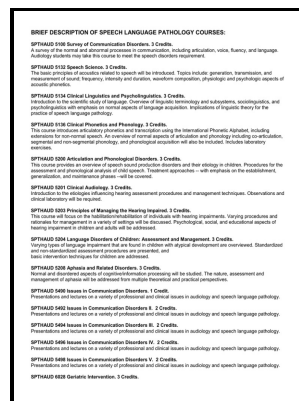 BRIEF DESCRIPTION OF SPEECH LANGUAGE PATHOLOGY COURSES:
SPTHAUD 5100 Survey of Communication Disorders. 3 Credits.
A survey of the normal and abnormal processes in communication, including articulation, voice, fluency, and language.
Audiology students may take this course to meet the speech disorders requirement.
SPTHAUD 5132 Speech Science. 3 Credits.
The basic principles of acoustics related to speech will be introduced. Topics include: generation, transmission, and
measurement of sound; frequency, intensity and duration, waveform composition, physiologic and psychologic aspects of
acoustic phonetics.
SPTHAUD 5134 Clinical Linguistics and Psycholinguistics. 3 Credits.
Introduction to the scientific study of language. Overview of linguistic terminology and subsystems, sociolinguistics, and
psycholinguistics with emphasis on normal aspects of language acquisition. Implications of linguistic theory for the
practice of speech language pathology.
SPTHAUD 5136 Clinical Phonetics and Phonology. 3 Credits.
This course introduces articulatory phonetics and transcription using the International Phonetic Alphabet, including
extensions for non-normal speech. An overview of normal aspects of articulation and phonology including co-articulation,
segmental and non-segmental phonology, and phonological acquisition will also be included. Includes laboratory
exercises.
SPTHAUD 5200 Articulation and Phonological Disorders. 3 Credits.
This course provides an overview of speech sound production disorders and their etiology in children. Procedures for the
assessment and phonological analysis of child speech. Treatment approaches -- with emphasis on the establishment,
generalization, and maintenance phases --will be covered.
SPTHAUD 5201 Clinical Audiology. 3 Credits.
Introduction to the etiologies influencing hearing assessment procedures and management techniques. Observations and
clinical laboratory will be required.
SPTHAUD 5203 Principles of Managing the Hearing Impaired. 3 Credits.
This course will focus on the habilitation/rehabilitation of individuals with hearing impairments. Varying procedures and
rationales for management in a variety of settings will be discussed. Psychological, social, and educational aspects of
hearing impairment in children and adults will be addressed.
SPTHAUD 5204 Language Disorders of Children: Assessment and Management. 3 Credits.
Varying types of language impairment that are found in children with atypical development are overviewed. Standardized
and non-standardized assessment procedures are presented, and
basic intervention techniques for children are addressed.
SPTHAUD 5208 Aphasia and Related Disorders. 3 Credits.
Normal and disordered aspects of cognitive/information processing will be studied. The nature, assessment and
management of aphasia will be addressed from multiple theoretical and practical perspectives.
SPTHAUD 5490 Issues in Communication Disorders. 1 Credit.
Presentations and lectures on a variety of professional and clinical issues in audiology and speech language pathology.
SPTHAUD 5492 Issues in Communication Disorders II. 2 Credits.
Presentations and lectures on a variety of professional and clinical issues in audiology and speech language pathology.
SPTHAUD 5494 Issues in Communication Disorders III. 2 Credits.
Presentations and lectures on a variety of professional and clinical issues in audiology and speech language pathology.
SPTHAUD 5496 Issues in Communication Disorders IV. 2 Credits.
Presentations and lectures on a variety of professional and clinical issues in audiology and speech language pathology.
SPTHAUD 5498 Issues in Communication Disorders V. 2 Credits.
Presentations and lectures on a variety of professional and clinical issues in audiology and speech language pathology.
SPTHAUD 6028 Geriatric Intervention. 3 Credits.